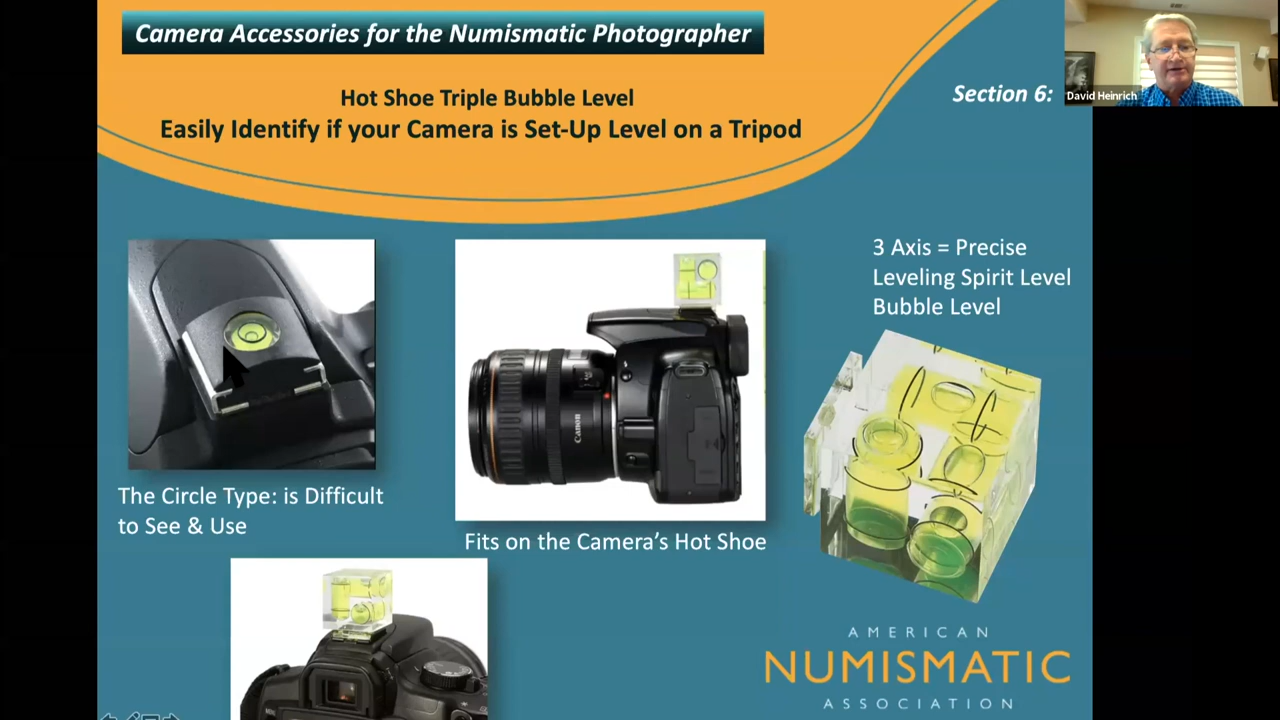 Camera Accessories for the Numismatic Photographer
Hot Shoe Triple Bubble Level
Easily Identify if your Camera is Set-Up Level on a Tripod
Section 6:
David Heinrich
3 Axis = Precise
Leveling Spirit Level
Bubble Level
Canon
The Circle Type: is Difficult
to See & Use
Fits on the Camera’s Hot Shoe
AMERICAN
NUMISMATIC
ASSOCIATION